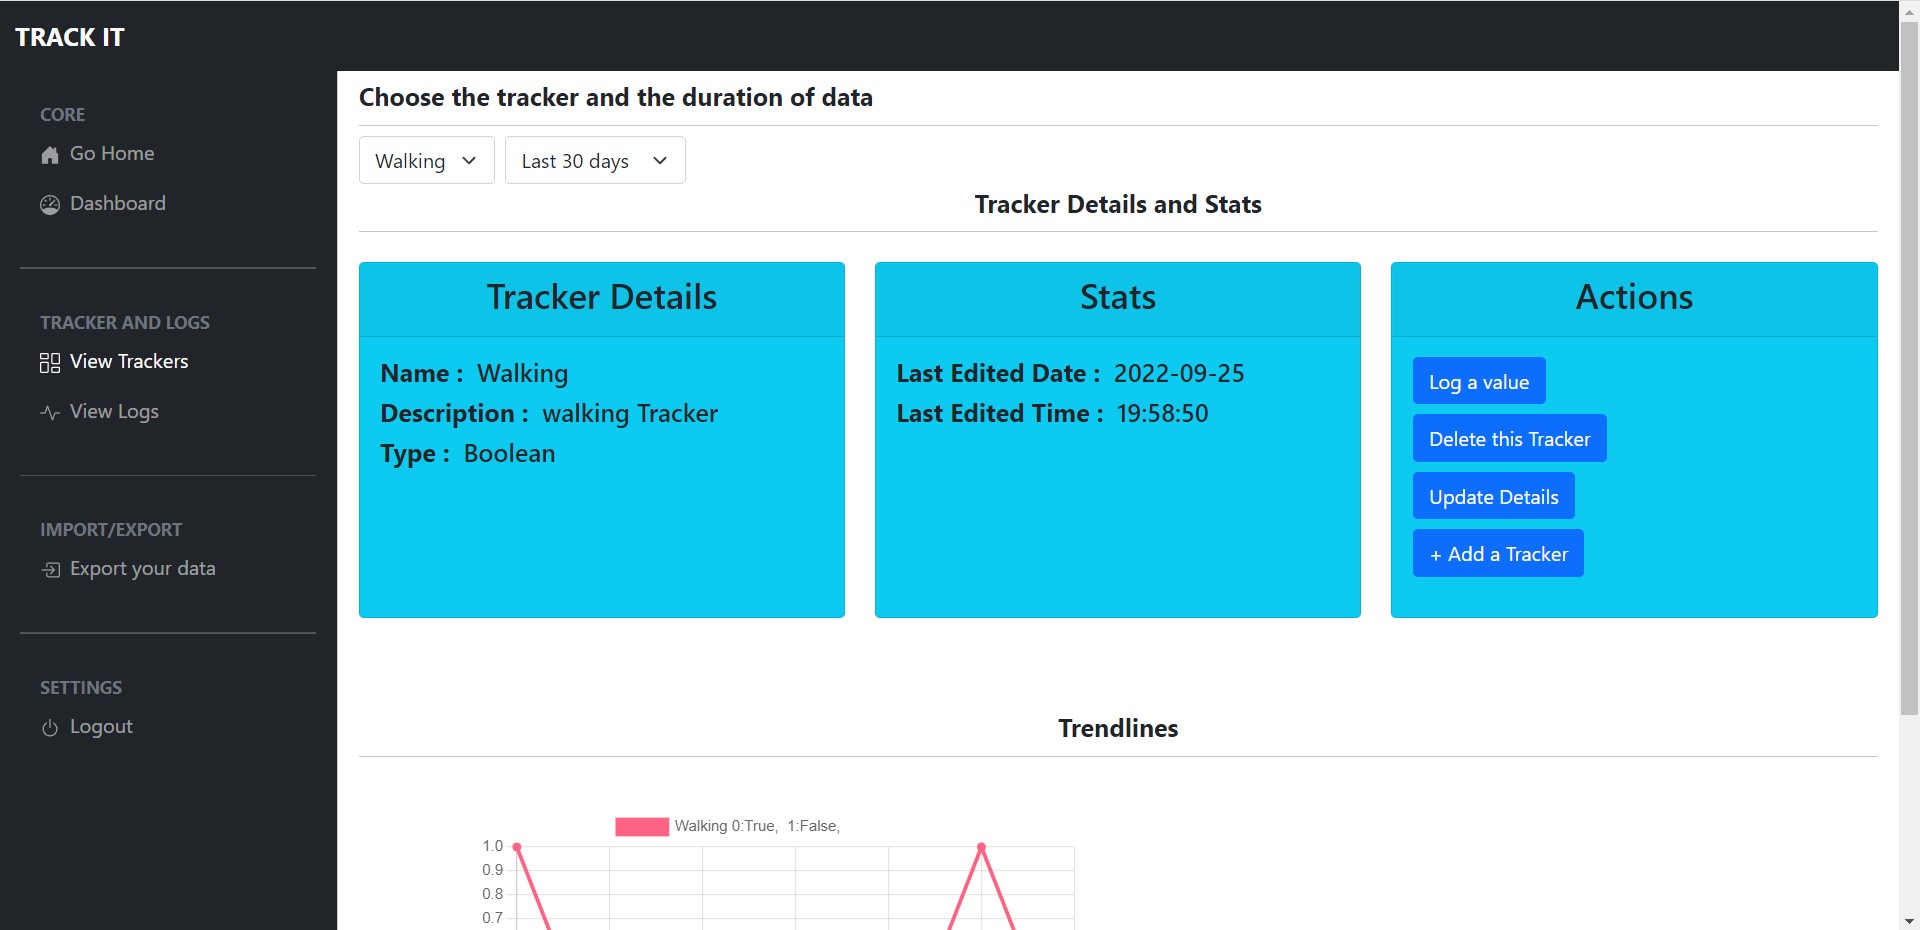 TRACK IT
CORE
Go Home
Dashboard
TRACKER AND LOGS
View Trackers
View Logs
IMPORT/EXPORT
Export your data
SETTINGS
Logout
Choose the tracker and the duration of data
Walking
Last 30 days
Tracker Details and Stats
Tracker Details
Name : Walking
Description : walking Tracker
Type : Boolean
Stats
Last Edited Date : 2022-09-25
Last Edited Time : 19:58:50
Actions
Log a value
Delete this Tracker
Update Details
+ Add a Tracker
Trendlines
Walking 0:True, 1:False,
1.0
0.9
0.8
0.7